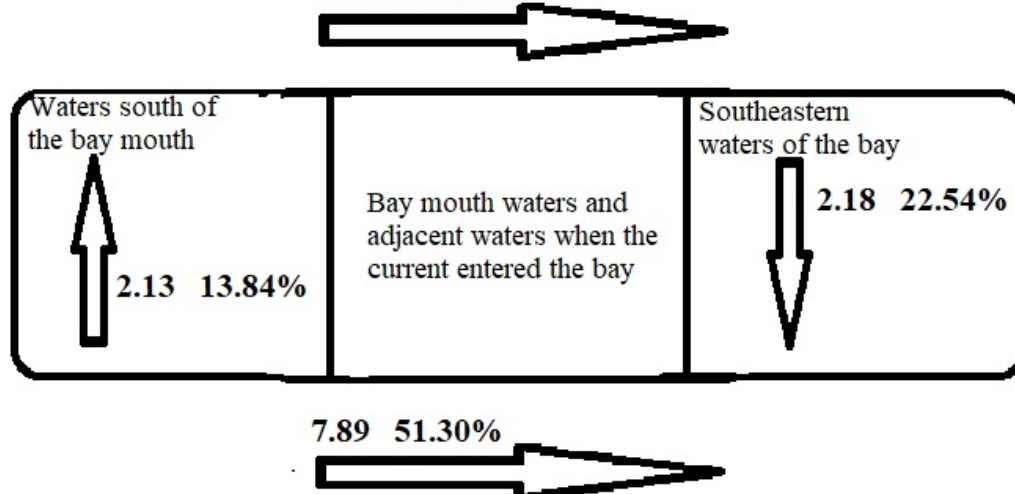 Waters south of
the bay mouth
2.13 13.84%
Bay mouth waters and
adjacent waters when the
current entered the bay
Southeastern
waters of the bay
2.18 22.54%
7.89 51.30%